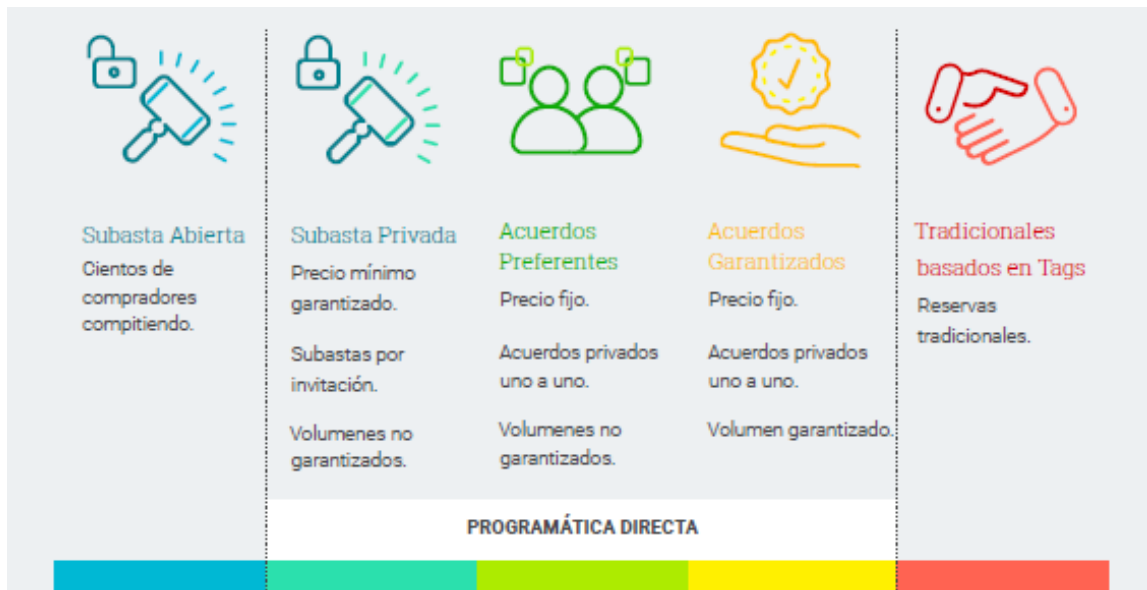 Subasta Abierta
Cientos de
compradores
compitiendo.
Subasta Privada
Precio mínimo
garantizado.
Subastas por
invitación.
Volumenes no
garantizados.
Acuerdos
Preferentes
Precio fijo.
Acuerdos privados
uno a uno.
Volumenes no
garantizados.
Acuerdos
Garantizados
Precio fijo.
Acuerdos privados
uno a uno.
Volumen garantizado.
Tradicionales
basados en Tags
Reservas
tradicionales.
PROGRAMÁTICA DIRECTA